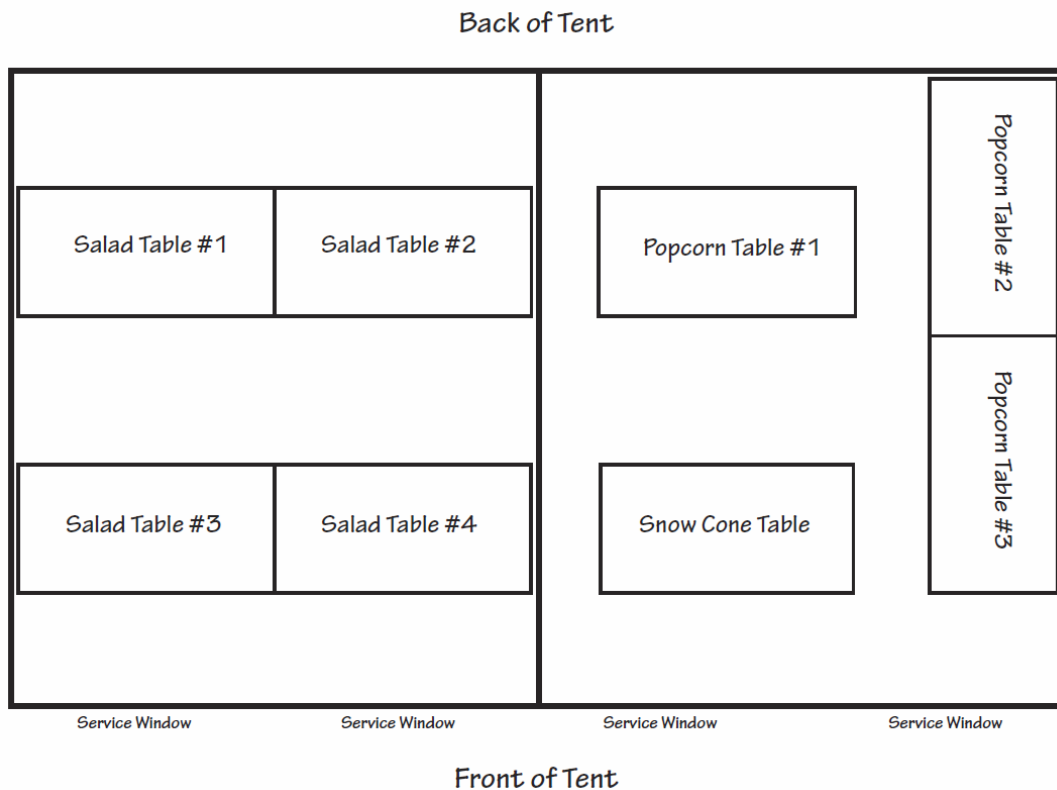 Back of Tent
Salad Table #1
Salad Table #2
Popcorn Table #1
Popcorn Table #2
Salad Table #3
Salad Table #4
Snow Cone Table
Popcorn Table #3
Service Window
Service Window
Service Window
Service Window
Front of Tent